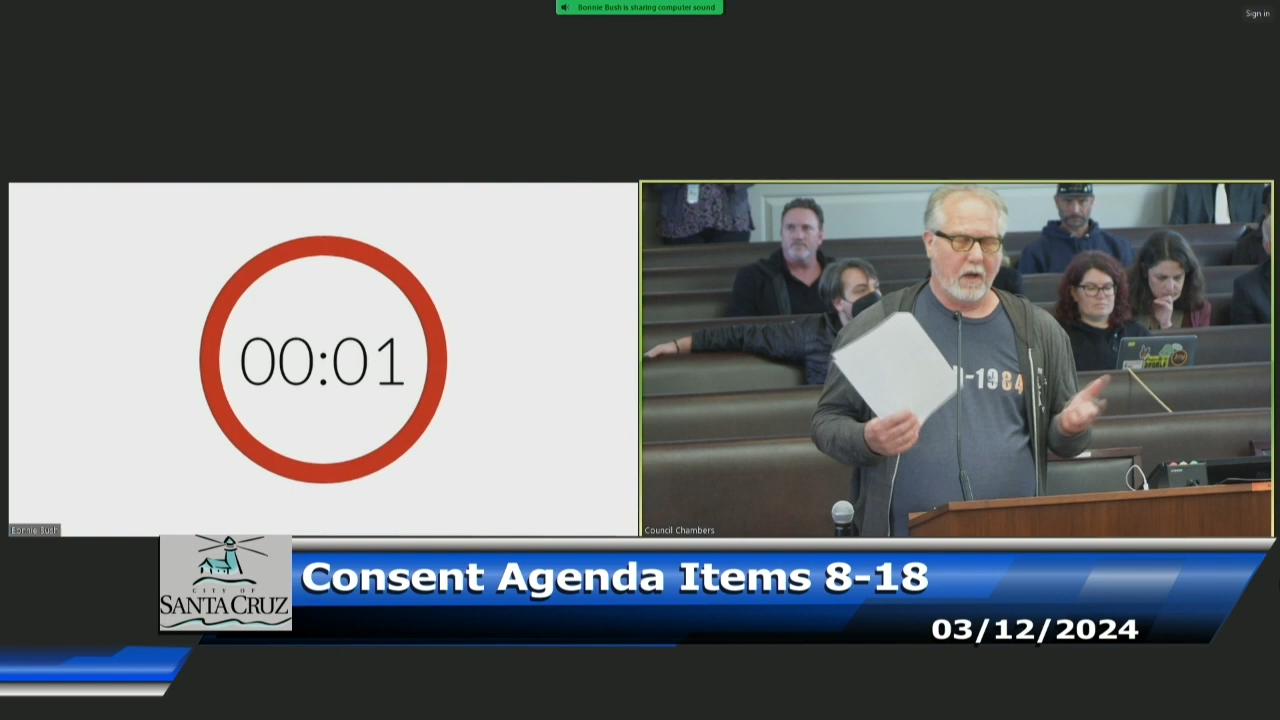 Bonnie Bush is sharing computer sound
Sign in
00:01
Bonnie Bush
Council Chambers
-1984
CITY OF
SANTA CRUZ
Consent Agenda Items 8-18
03/12/2024